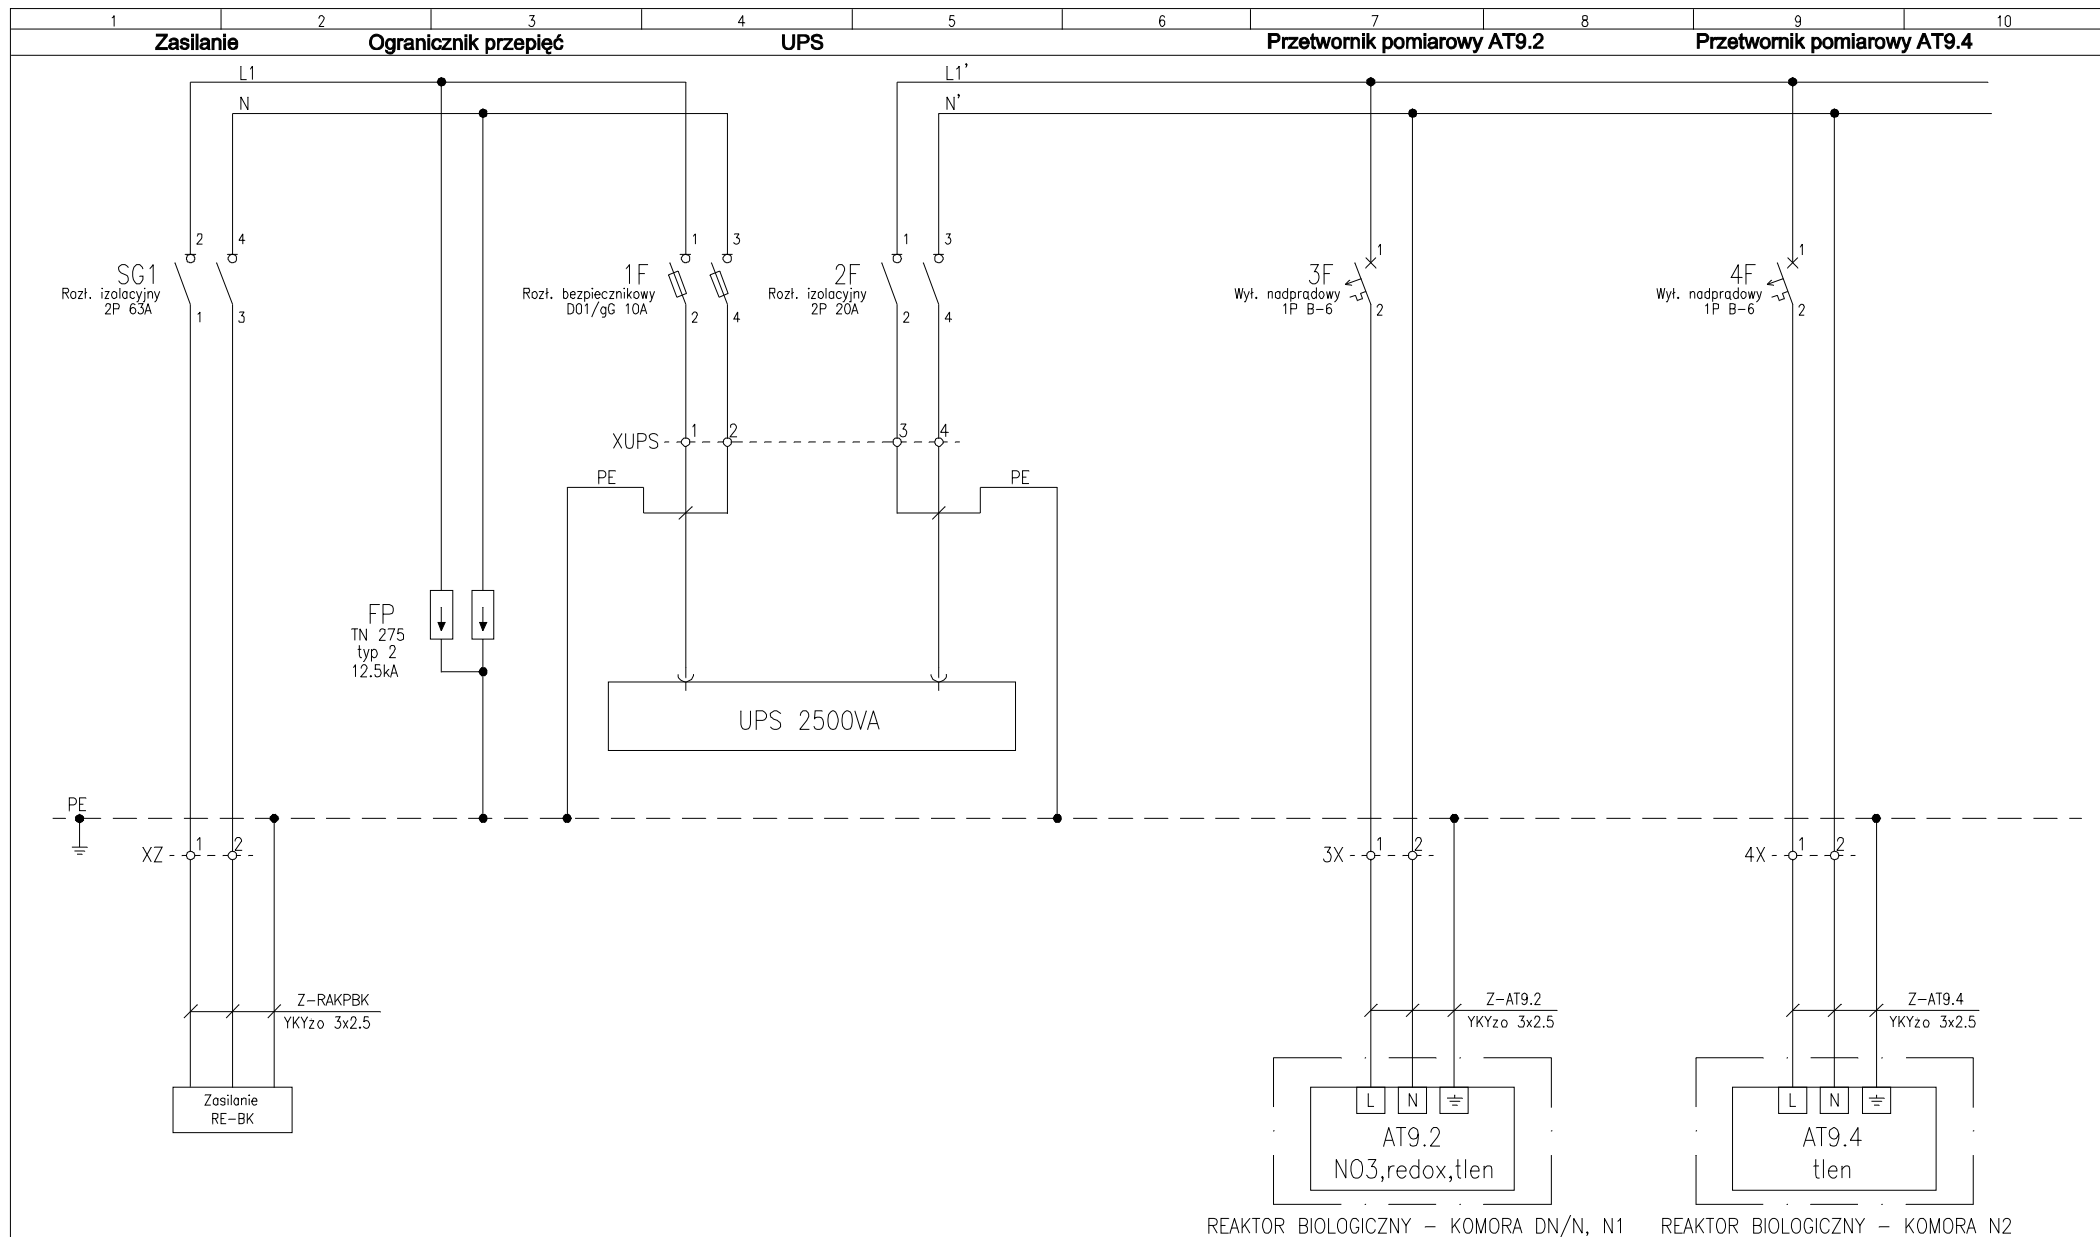 1 2 3 4 5 6 7 8 9 10
Zasilanie Ogranicznik przepięć UPS Przetwornik pomiarowy AT9.2 Przetwornik pomiarowy AT9.4
L1
L1'
N
N'
2 4
1 3
1 3
1
1
SG1
Rozł. izolacyjny
2P 63A
1F
Rozł. bezpiecznikowy
D01/gG 10A
2F
Rozł. izolacyjny
2P 20A
3F
Wył. nadprądowy
1P B-6
4F
Wył. nadprądowy
1P B-6
1 3
2 4
2 4
2
2
XUPS 1 2 3 4
PE
PE
FP
TN 275
typ 2
12.5kA
UPS 2500VA
PE
XZ 1 2
3X 1 2
4X 1 2
Z-RAKPBK
YKYżo 3x2.5
Z-AT9.2
YKYżo 3x2.5
Z-AT9.4
YKYżo 3x2.5
Zasilanie
RE-BK
L N
AT9.2
NO3,redox,tlen
L N
AT9.4
tlen
REAKTOR BIOLOGICZNY - KOMORA DN/N, N1
REAKTOR BIOLOGICZNY - KOMORA N2